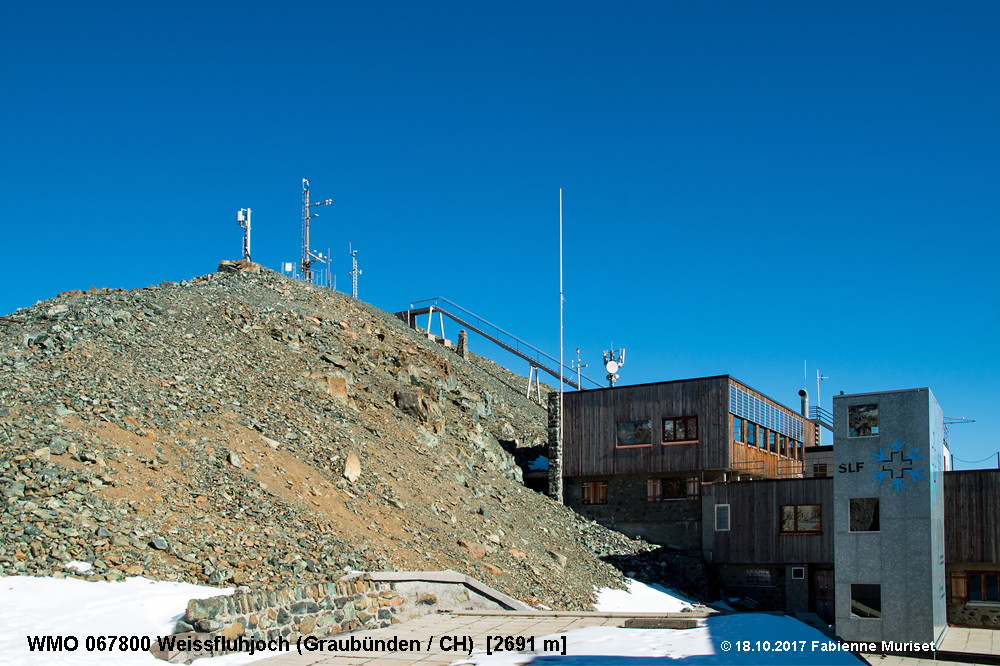 SLF
WMO 067800 Weissfluhjoch (Graubünden / CH) [2691 m]
© 18.10.2017 Fabienne Muriset